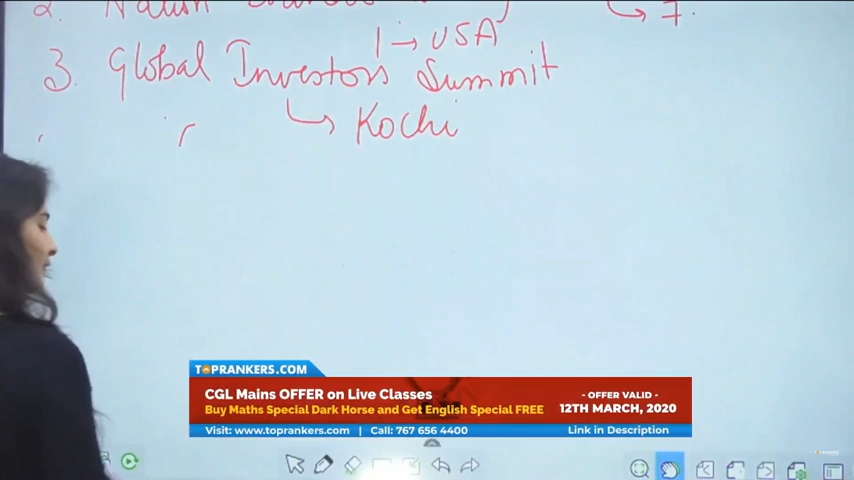 2. Nation
7.
1 → USA
3. Global Investors Summit
↳ Kochi
TOPRANKERS.COM
CGL Mains OFFER on Live Classes
Buy Maths Special Dark Horse and Get English Special FREE
- OFFER VALID -
12TH MARCH, 2020
Visit: www.toprankers.com | Call: 767 656 4400
Link in Description